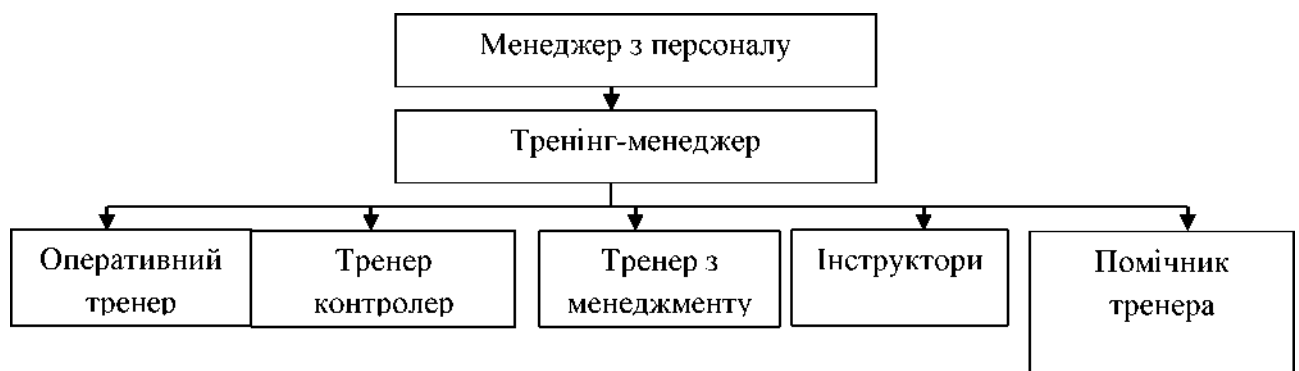 Менеджер з персоналу
Тренінг-менеджер
Оперативний
тренер
Тренер
контролер
Тренер з
менеджменту
Інструктори
Помічник
тренера